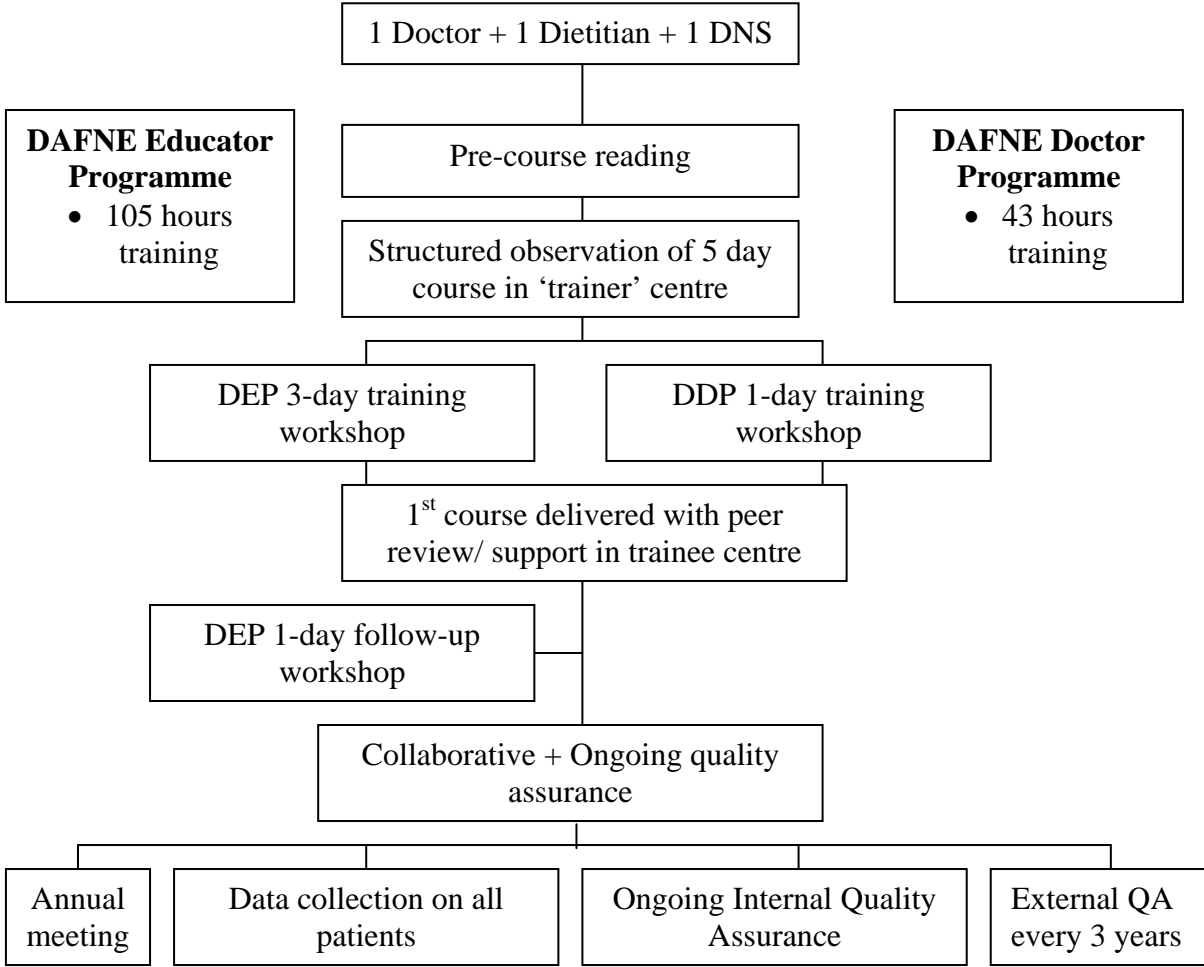 1 Doctor + 1 Dietitian + 1 DNS
DAFNE Educator
Programme
• 105 hours
training
Pre-course reading
DAFNE Doctor
Programme
• 43 hours
training
Structured observation of 5 day
course in ‘trainer’ centre
DEP 3-day training
workshop
DDP 1-day training
workshop
1st course delivered with peer
review/ support in trainee centre
DEP 1-day follow-up
workshop
Collaborative + Ongoing quality
assurance
Annual
meeting
Data collection on all
patients
Ongoing Internal Quality
Assurance
External QA
every 3 years